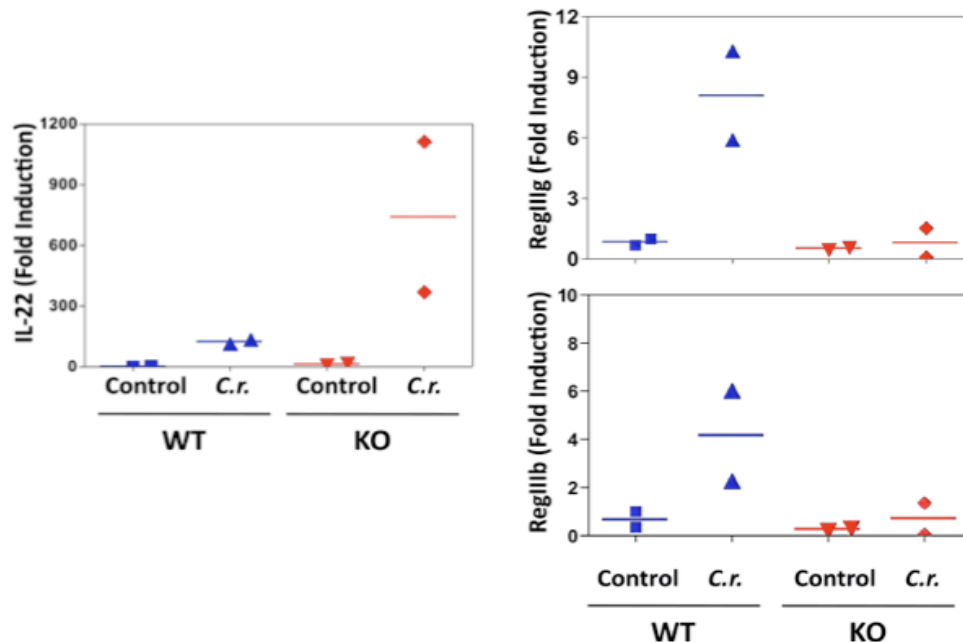 IL-22 (Fold Induction)
1200
900
600
300
0
Control C.r. Control C.r.
WT KO
RegIIIg (Fold Induction)
12
9
6
3
0
RegIIIb (Fold Induction)
10
8
6
4
2
0
Control C.r. Control C.r.
WT KO